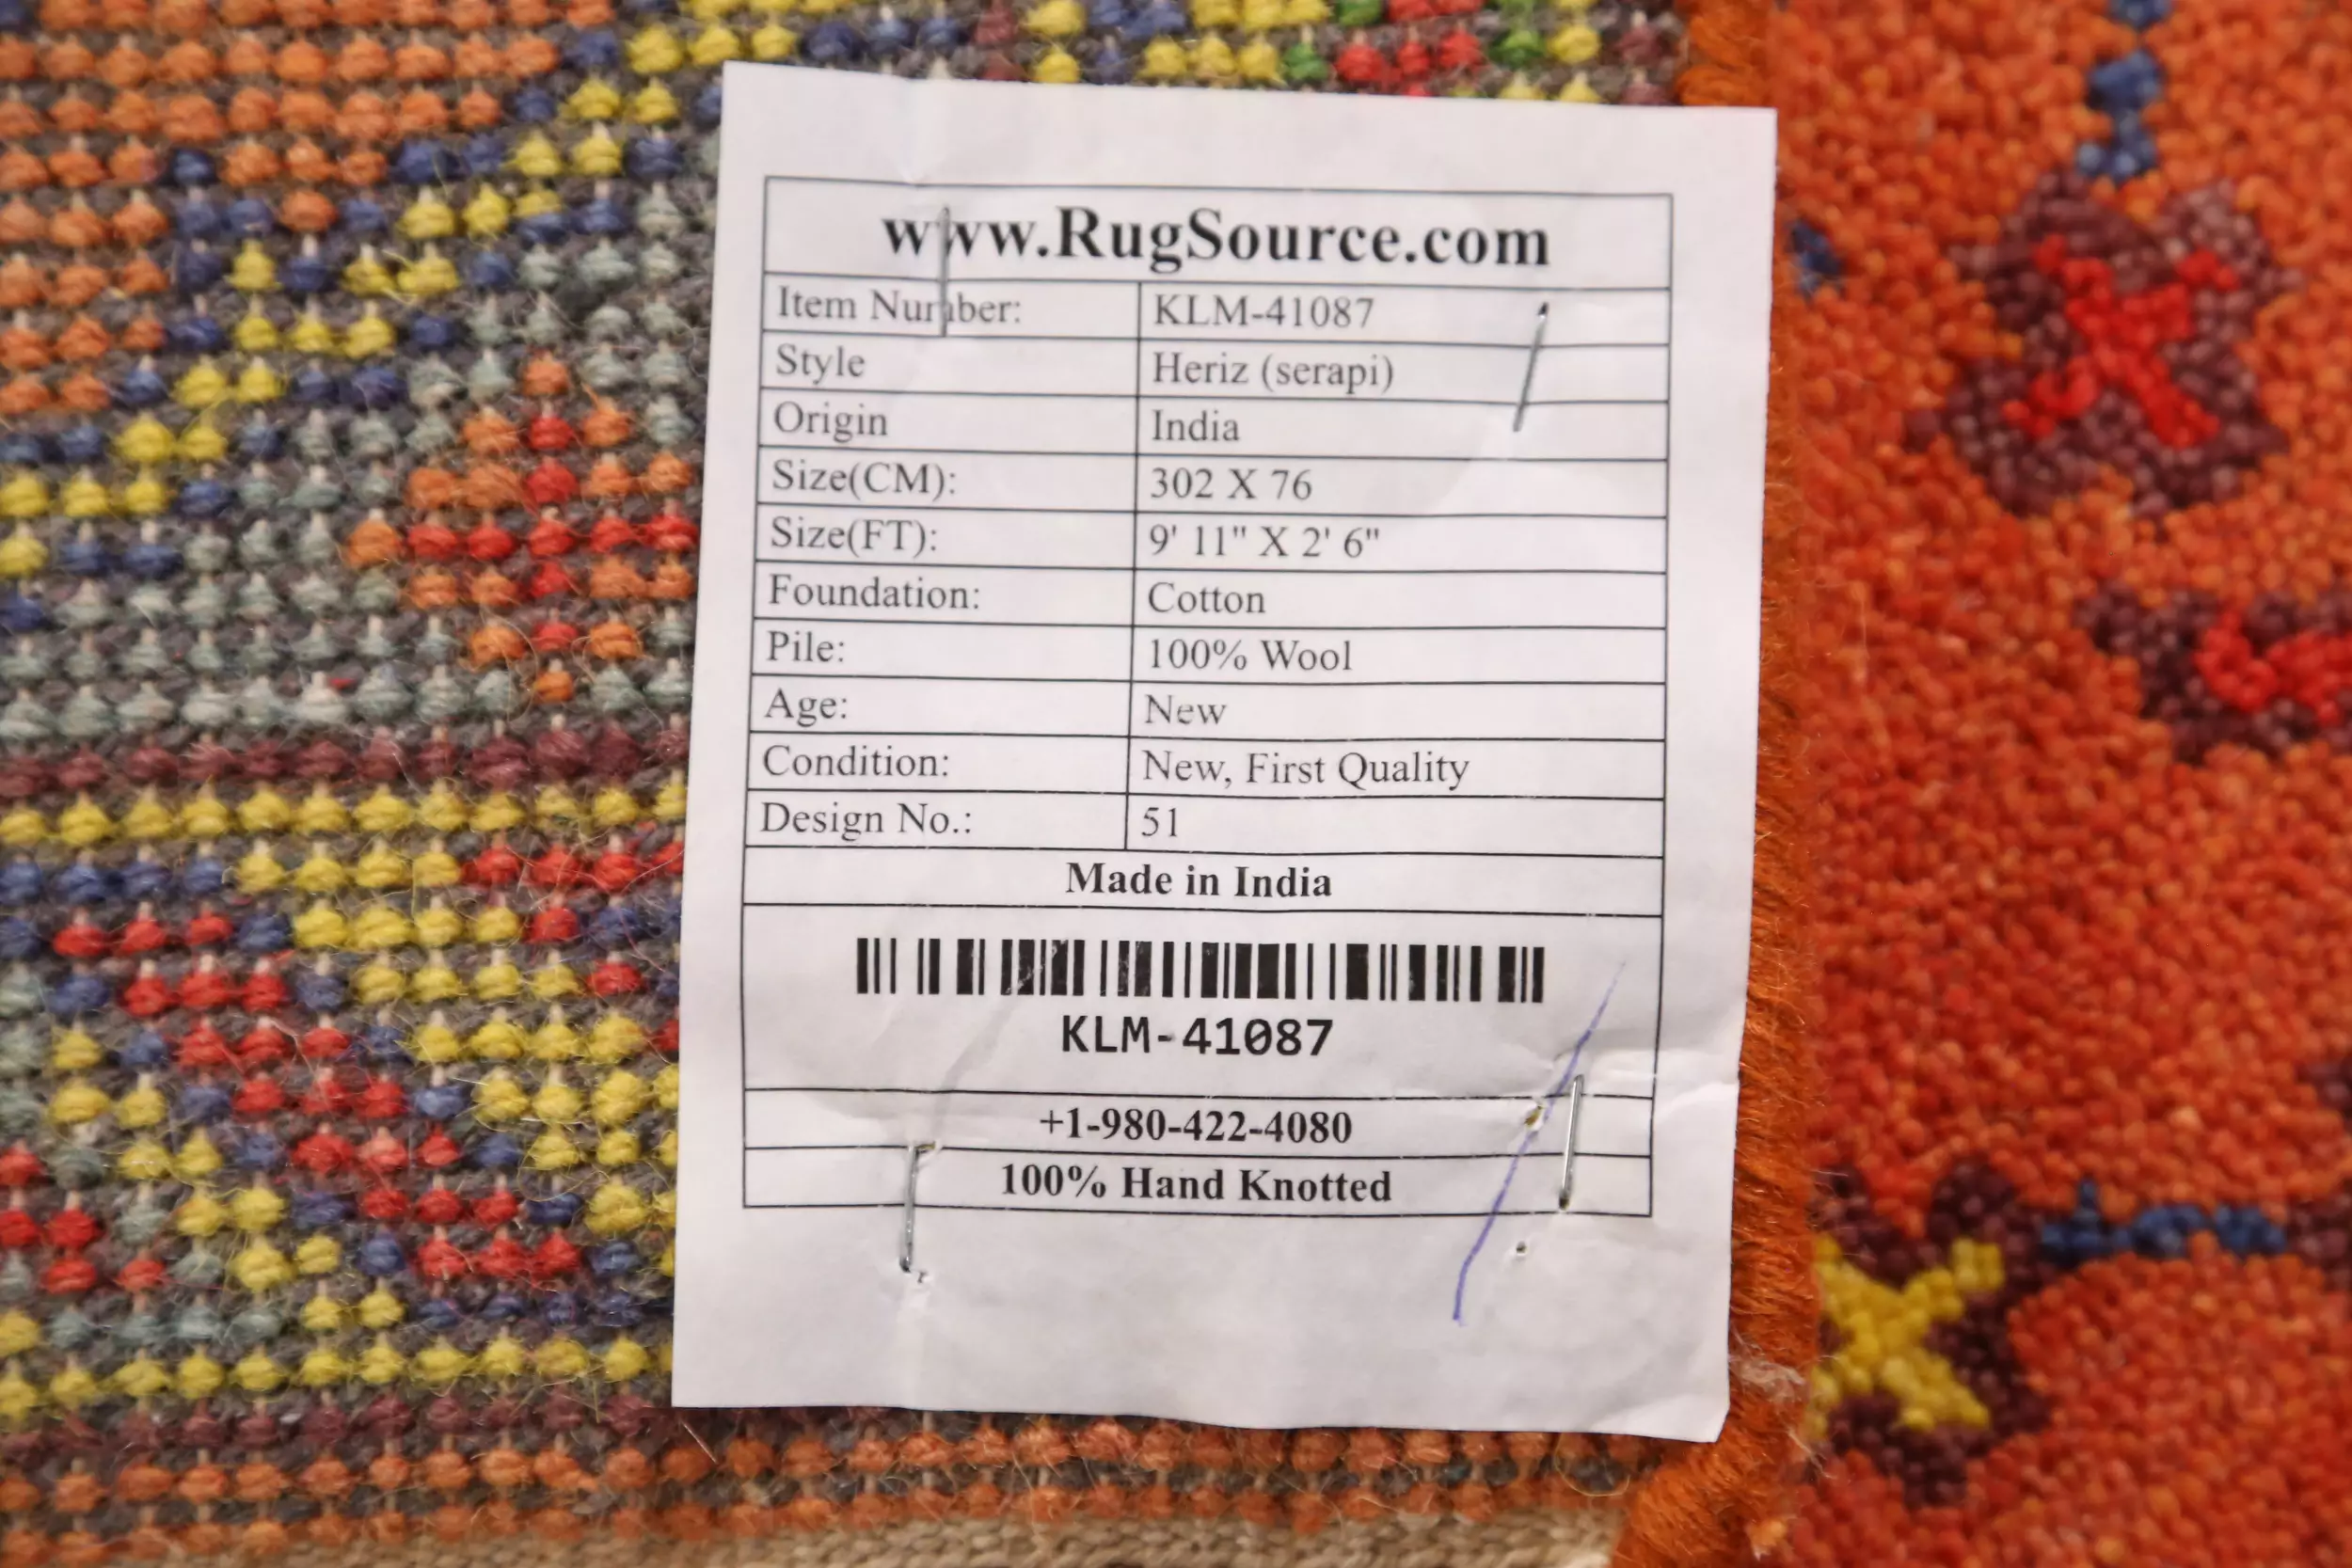 www.RugSource.com
Item Number: KLM-41087
Style Heriz (serapi)
Origin India
Size(CM): 302 X 76
Size(FT): 9' 11" X 2' 6"
Foundation: Cotton
Pile: 100% Wool
Age: New
Condition: New, First Quality
Design No.: 51
Made in India
KLM-41087
+1-980-422-4080
100% Hand Knotted